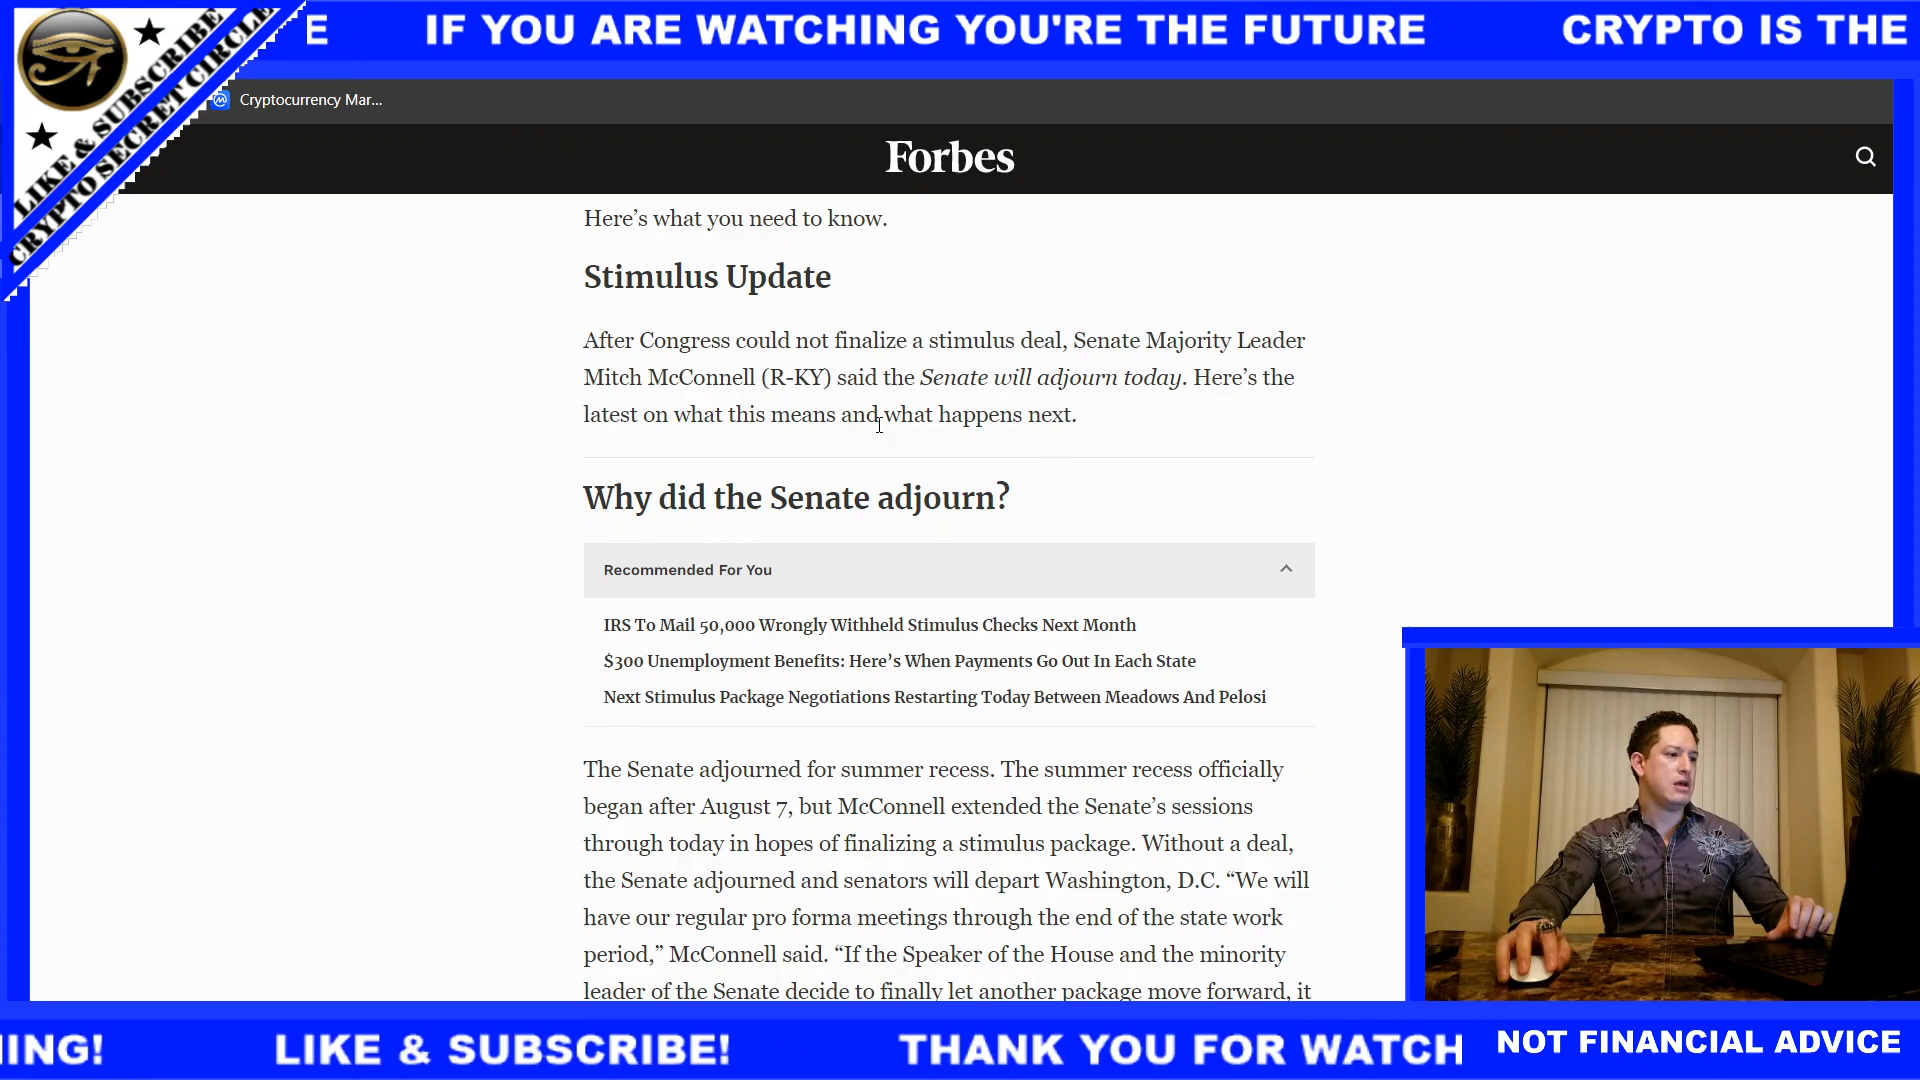 E
IF YOU ARE WATCHING YOU'RE THE FUTURE
CRYPTO IS THE
LIKE & SUBSCRIBE
CRYPTO SECRET CIRCLE
Cryptocurrency Mar...
Forbes
Here’s what you need to know.
Stimulus Update
After Congress could not finalize a stimulus deal, Senate Majority Leader
Mitch McConnell (R-KY) said the Senate will adjourn today. Here’s the
latest on what this means and what happens next.
Why did the Senate adjourn?
Recommended For You
IRS To Mail 50,000 Wrongly Withheld Stimulus Checks Next Month
$300 Unemployment Benefits: Here’s When Payments Go Out In Each State
Next Stimulus Package Negotiations Restarting Today Between Meadows And Pelosi
The Senate adjourned for summer recess. The summer recess officially
began after August 7, but McConnell extended the Senate’s sessions
through today in hopes of finalizing a stimulus package. Without a deal,
the Senate adjourned and senators will depart Washington, D.C. “We will
have our regular pro forma meetings through the end of the state work
period,” McConnell said. “If the Speaker of the House and the minority
leader of the Senate decide to finally let another package move forward, it
ING!
LIKE & SUBSCRIBE!
THANK YOU FOR WATCH
NOT FINANCIAL ADVICE